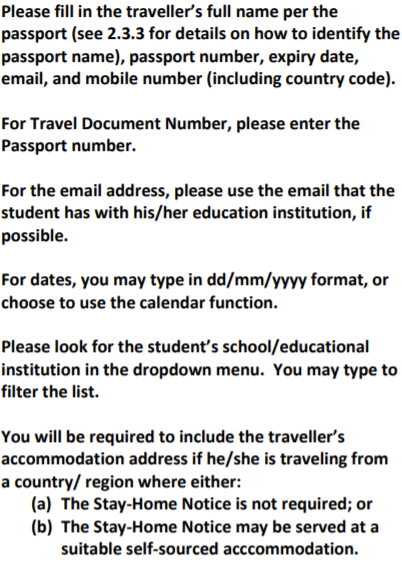 Please fill in the traveller's full name per the
passport (see 2.3.3 for details on how to identify the
passport name), passport number, expiry date,
email, and mobile number (including country code).
For Travel Document Number, please enter the
Passport number.
For the email address, please use the email that the
student has with his/her education institution, if
possible.
For dates, you may type in dd/mm/yyyy format, or
choose to use the calendar function.
Please look for the student's school/educational
institution in the dropdown menu.  You may type to
filter the list.
You will be required to include the traveller's
accommodation address if he/she is traveling from
a country/ region where either:
(a) The Stay-Home Notice is not required; or
(b) The Stay-Home Notice may be served at a
suitable self-sourced acccommodation.